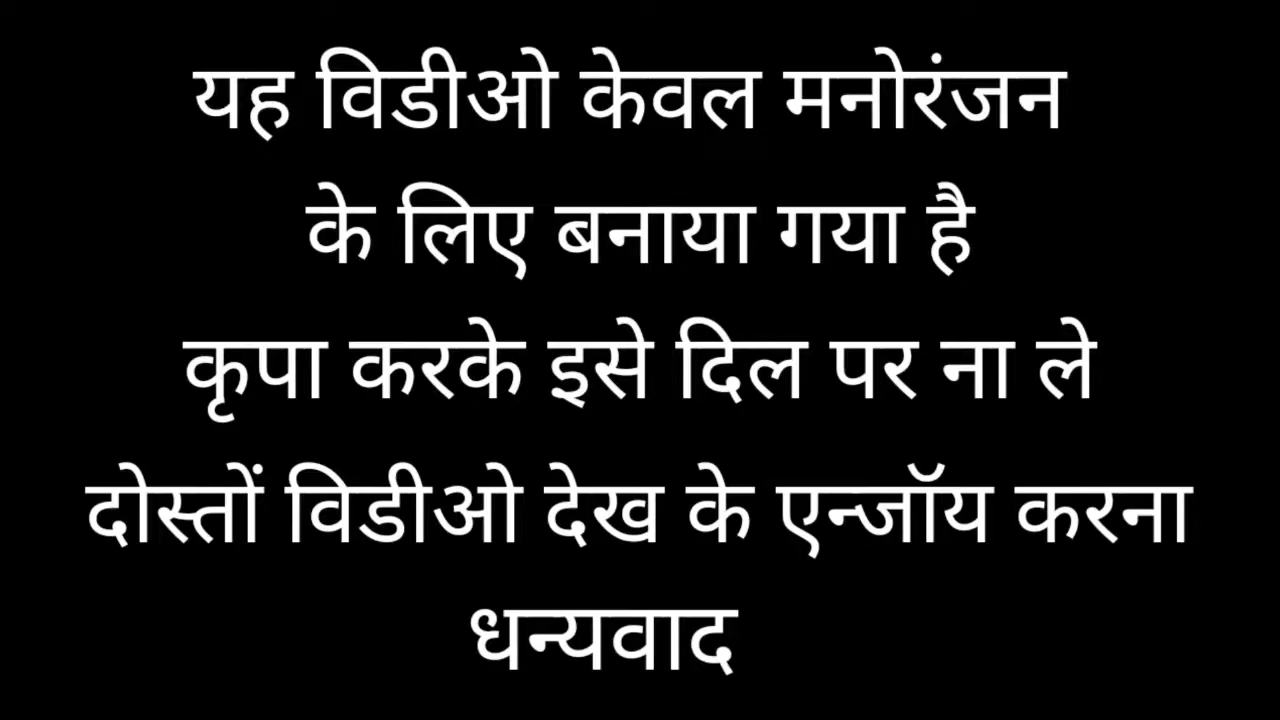 यह विडीओ केवल मनोरंजन
के लिए बनाया गया है
कृपा करके इसे दिल पर ना ले
दोस्तों विडीओ देख के एन्जॉय करना
धन्यवाद